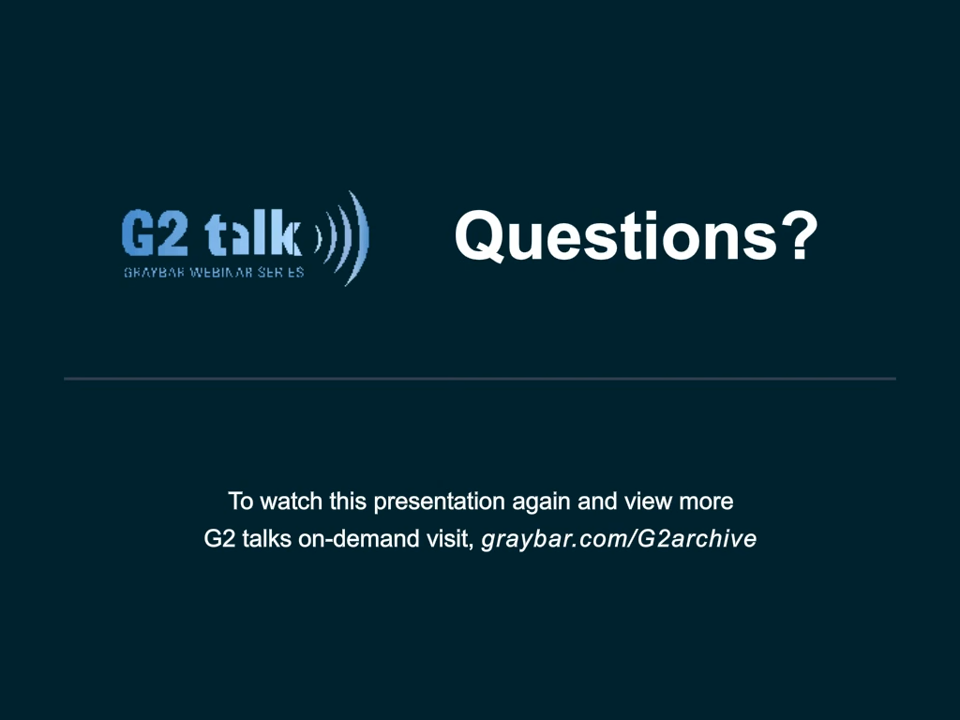 G2 talk
GRAYBAR WEBINAR SERIES
Questions?
To watch this presentation again and view more
G2 talks on-demand visit, graybar.com/G2archive